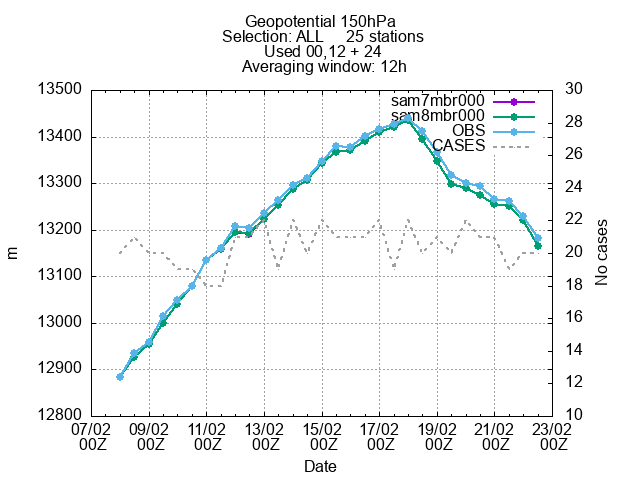 Geopotential 150hPa
Selection: ALL 25 stations
Used 00,12 + 24
Averaging window: 12h
13500 30
sam7mbr000
sam8mbr000
13400 28
OBS
CASES
26
13300 24
13200 22
m
20
No cases
13100 18
13000 16
14
12900 12
12800 10
07/02 09/02 11/02 13/02 15/02 17/02 19/02 21/02 23/02
00Z 00Z 00Z 00Z 00Z 00Z 00Z 00Z 00Z
Date